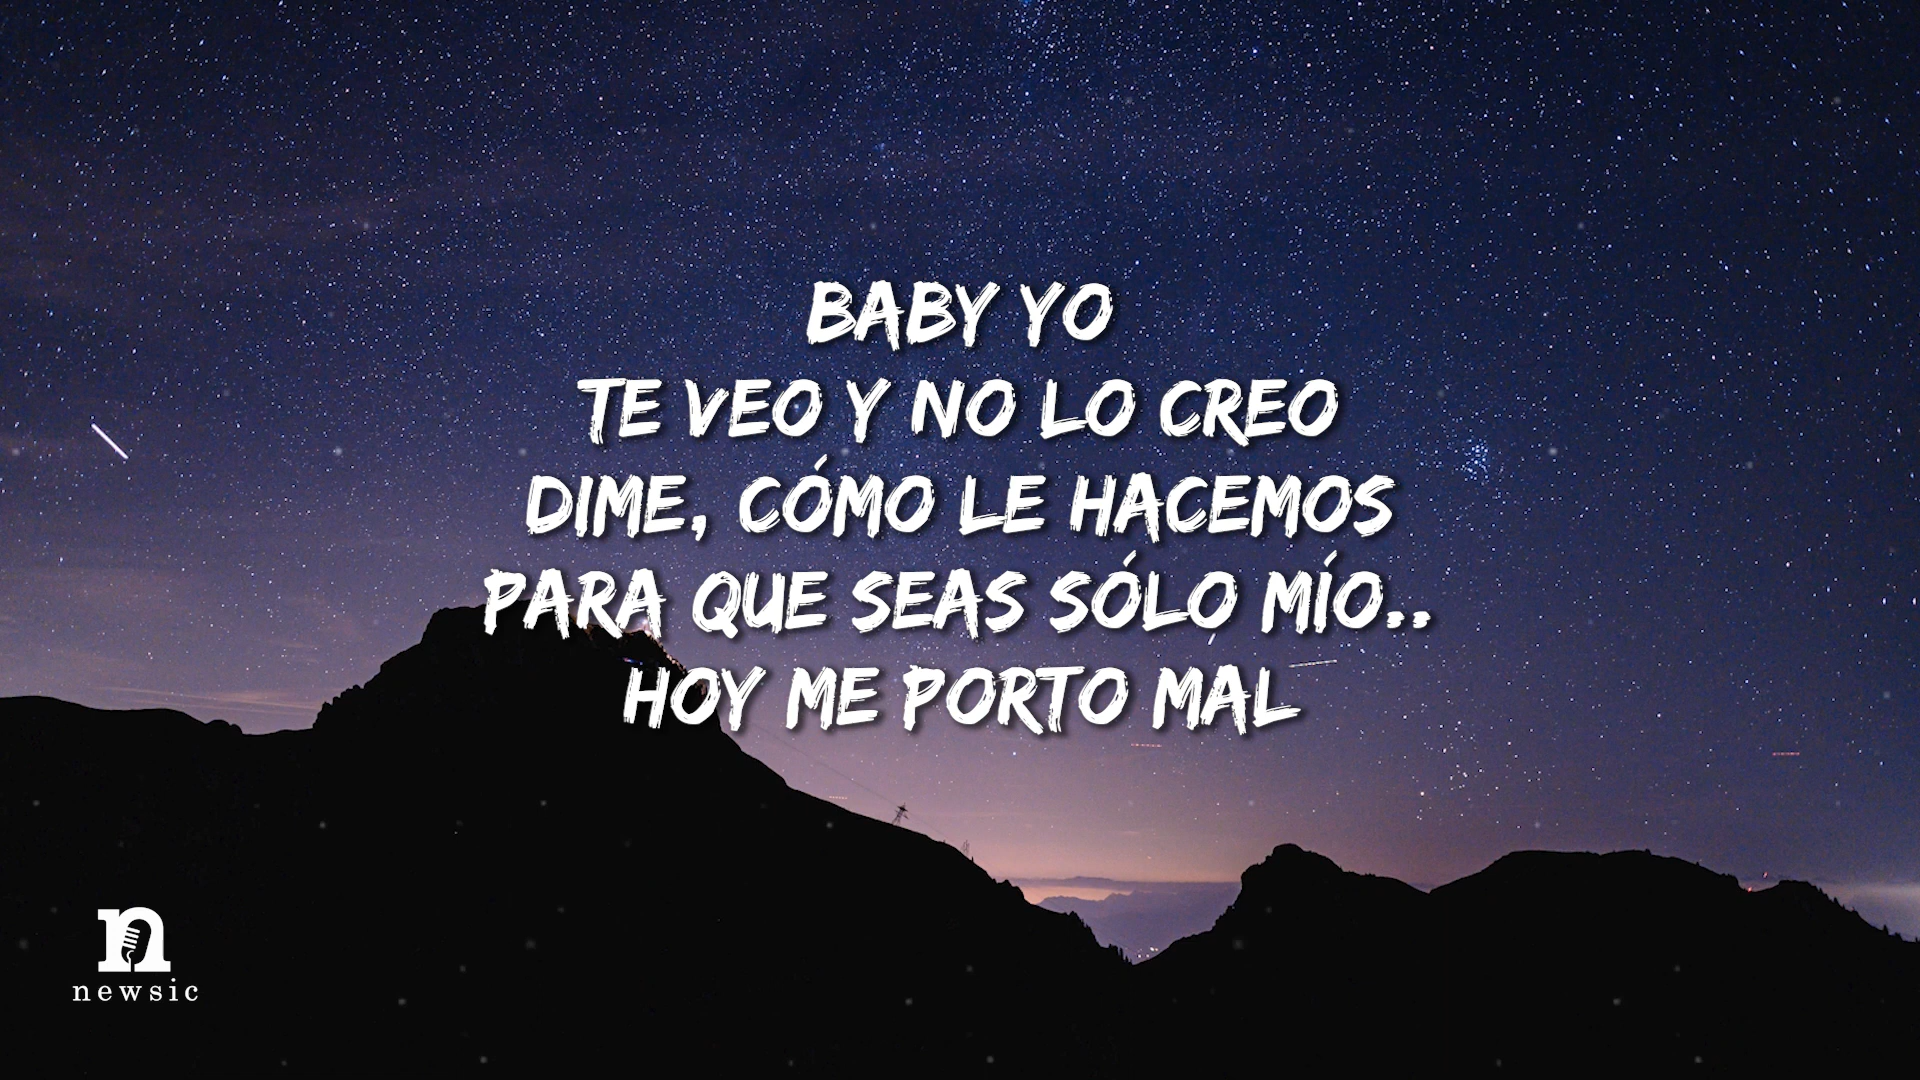 BABY YO
TE VEO Y NO LO CREO
DIME, CÓMO LE HACEMOS
PARA QUE SEAS SÓLO MÍO..
HOY ME PORTO MAL
n
newsic